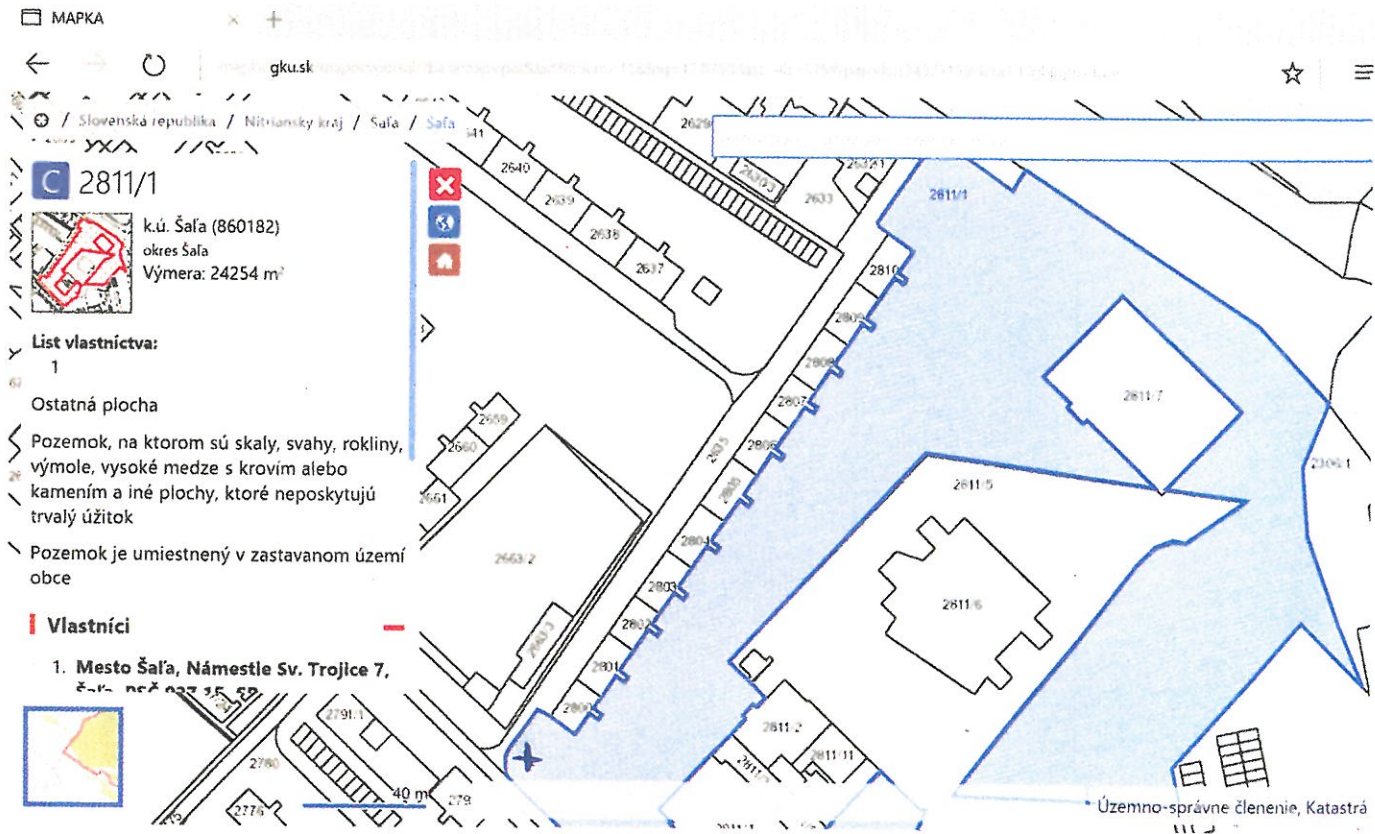 MAPKA
gku.sk
/ Slovenská republika / Nitriansky kraj / Šaľa / Šaľa
C 2811/1
k.ú. Šaľa (860182)
okres Šaľa
Výmera: 24254 m²
List vlastníctva:
1
Ostatná plocha
Pozemok, na ktorom sú skaly, svahy, rokliny,
výmole, vysoké medze s krovím alebo
kamením a iné plochy, ktoré neposkytujú
trvalý úžitok
Pozemok je umiestnený v zastavanom území
obce
Vlastníci
1. Mesto Šaľa, Námestie Sv. Trojice 7,
2640
2639
2638
2637
2633
2811/1
2810
2809
2808
2807
2806
2805
2804
2803
2802
2801
2800
2811/7
2811/5
2811/6
2811/2
2811/11
2659
2660
2661
2663/2
2663/3
2791/1
2780
2776
279
40 m
Územno-správne členenie, Katastrá